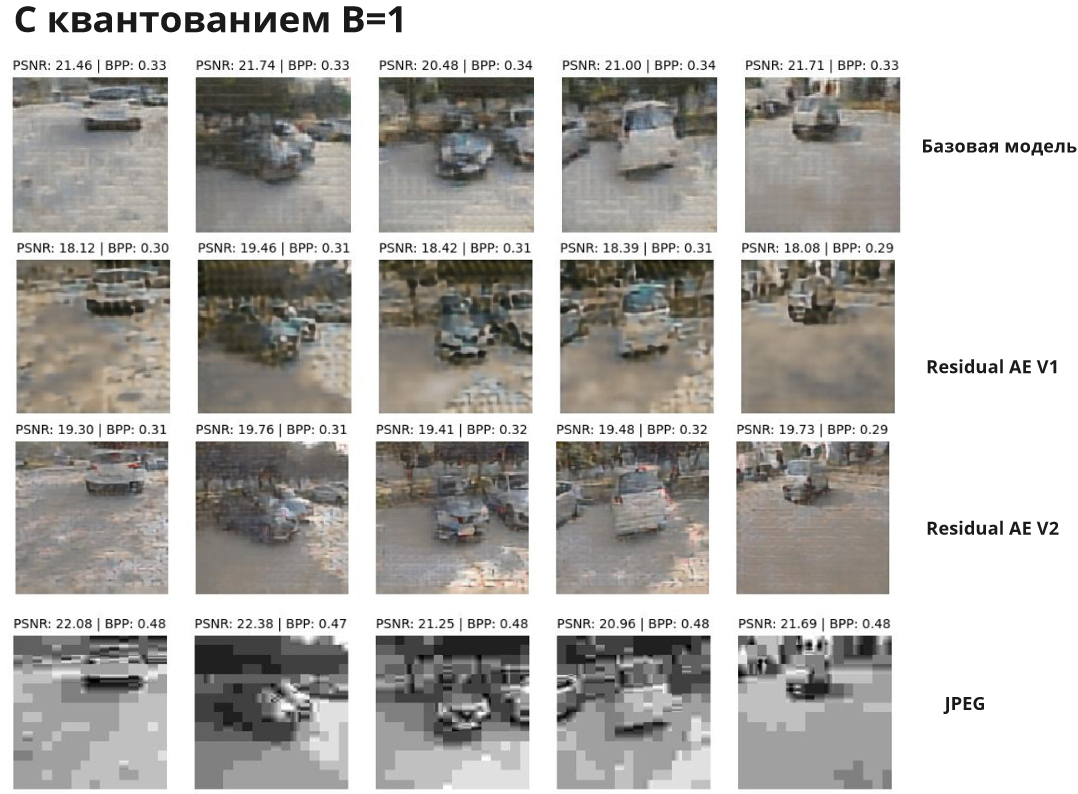 С квантованием B=1
PSNR: 21.46 | BPP: 0.33
PSNR: 21.74 | BPP: 0.33
PSNR: 20.48 | BPP: 0.34
PSNR: 21.00 | BPP: 0.34
PSNR: 21.71 | BPP: 0.33
Базовая модель
PSNR: 18.12 | BPP: 0.30
PSNR: 19.46 | BPP: 0.31
PSNR: 18.42 | BPP: 0.31
PSNR: 18.39 | BPP: 0.31
PSNR: 18.08 | BPP: 0.29
Residual AE V1
PSNR: 19.30 | BPP: 0.31
PSNR: 19.76 | BPP: 0.31
PSNR: 19.41 | BPP: 0.32
PSNR: 19.48 | BPP: 0.32
PSNR: 19.73 | BPP: 0.29
Residual AE V2
PSNR: 22.08 | BPP: 0.48
PSNR: 22.38 | BPP: 0.47
PSNR: 21.25 | BPP: 0.48
PSNR: 20.96 | BPP: 0.48
PSNR: 21.69 | BPP: 0.48
JPEG